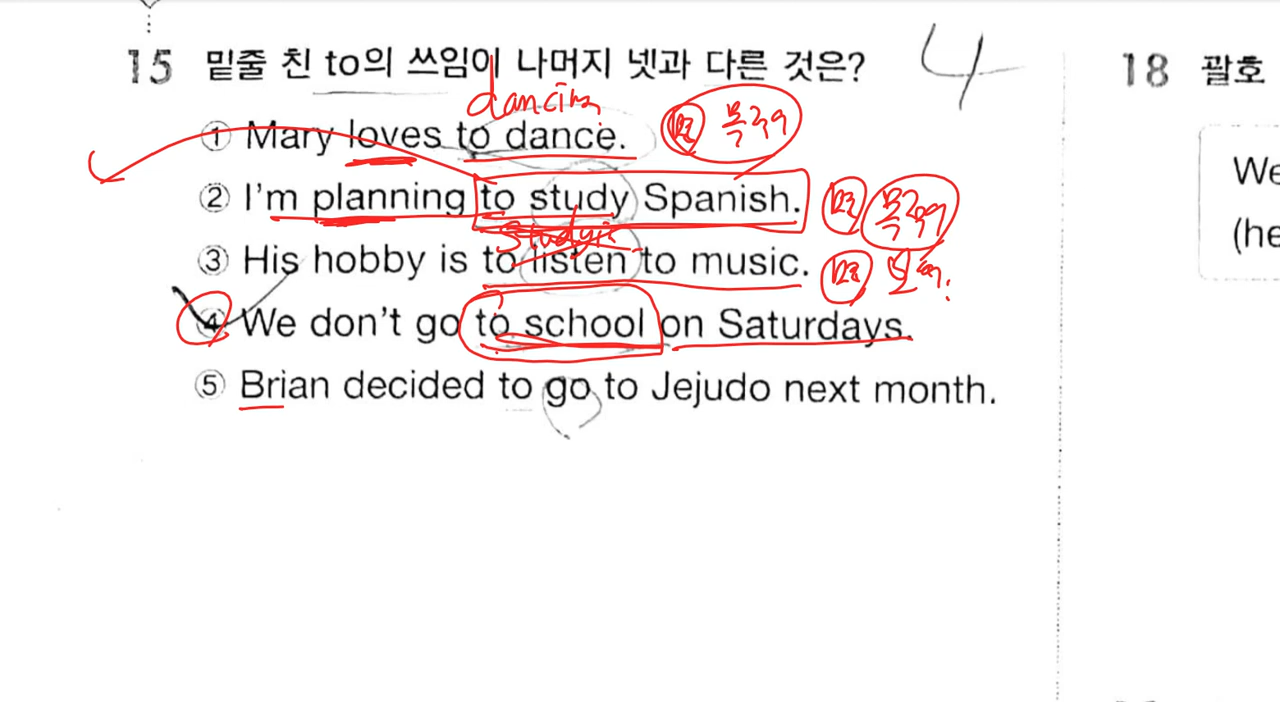 15 밑줄 친 to의 쓰임이 나머지 넷과 다른 것은? 4
dancing
① Mary loves to dance. 명 목적어
② I'm planning to study Spanish. 명 목적어
studying
③ His hobby is to listen to music. 명 보어
④ We don't go to school on Saturdays.
⑤ Brian decided to go to Jejudo next month.
18 괄호
We
(he